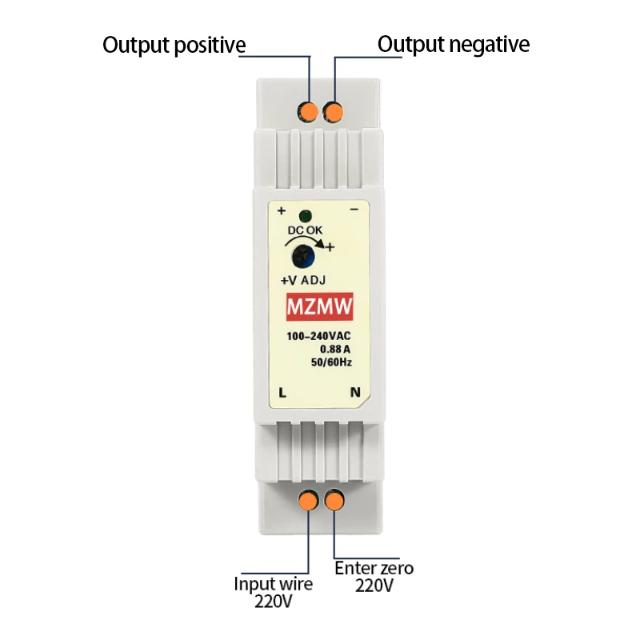 Output positive
Output negative
+ −
DC OK
+
+V ADJ
MZMW
100-240VAC
0.88A
50/60Hz
L N
Input wire
220V
Enter zero
220V